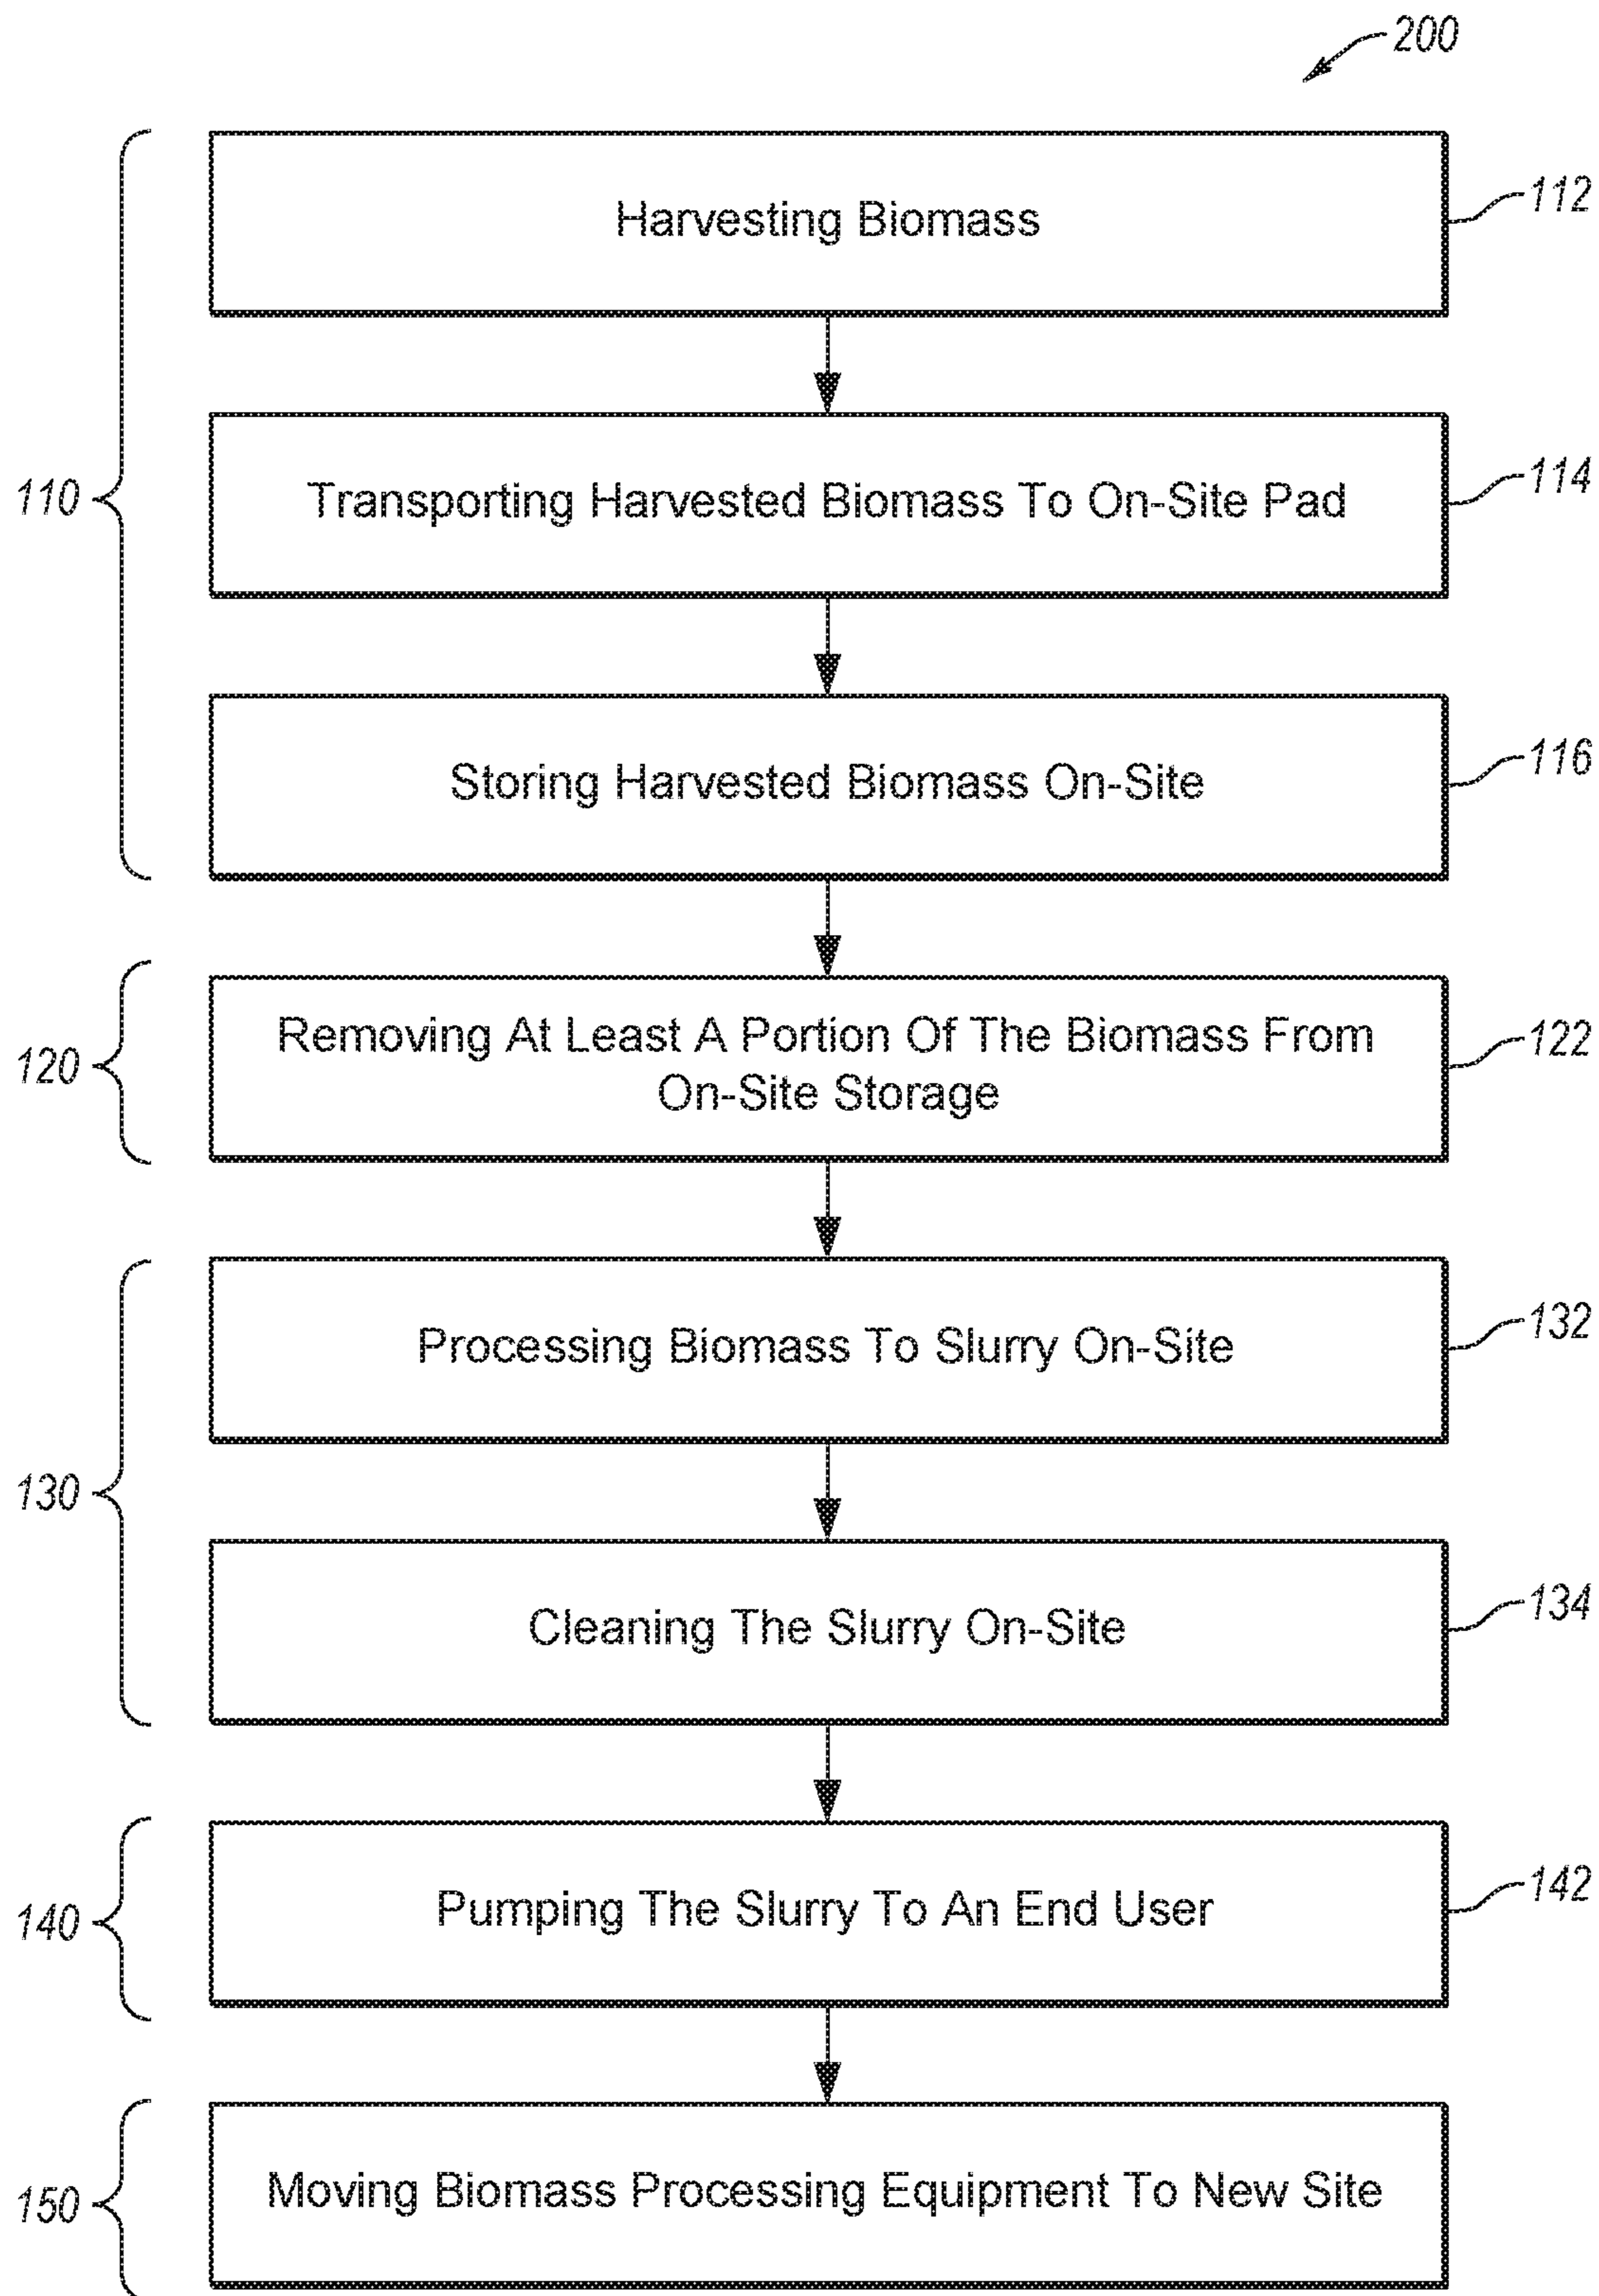 200
Harvesting Biomass
112
110
Transporting Harvested Biomass To On-Site Pad
114
Storing Harvested Biomass On-Site
116
120
Removing At Least A Portion Of The Biomass From
On-Site Storage
122
Processing Biomass To Slurry On-Site
132
130
Cleaning The Slurry On-Site
134
140
Pumping The Slurry To An End User
142
150
Moving Biomass Processing Equipment To New Site